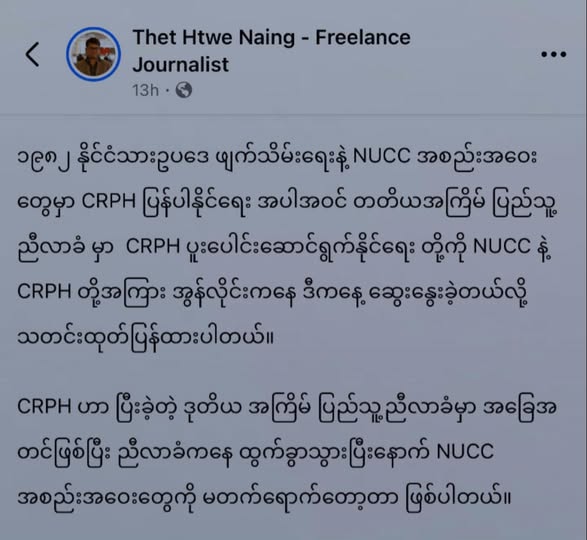 Thet Htwe Naing - Freelance
Journalist
13h ·
၁၉၈၂ နိုင်ငံသားဥပဒေ ဖျက်သိမ်းရေးနဲ့ NUCC အစည်းအဝေး
တွေမှာ CRPH ပြန်ပါနိုင်ရေး အပါအဝင် တတိယအကြိမ် ပြည်သူ့
ညီလာခံ မှာ CRPH ပူးပေါင်းဆောင်ရွက်နိုင်ရေး တို့ကို NUCC နဲ့
CRPH တို့အကြား အွန်လိုင်းကနေ ဒီကနေ့ ဆွေးနွေးခဲ့တယ်လို့
သတင်းထုတ်ပြန်ထားပါတယ်။
CRPH ဟာ ပြီးခဲ့တဲ့ ဒုတိယ အကြိမ် ပြည်သူ့ညီလာခံမှာ အခြေအ
တင်ဖြစ်ပြီး ညီလာခံကနေ ထွက်ခွာသွားပြီးနောက် NUCC
အစည်းအဝေးတွေကို မတက်ရောက်တော့တာ ဖြစ်ပါတယ်။